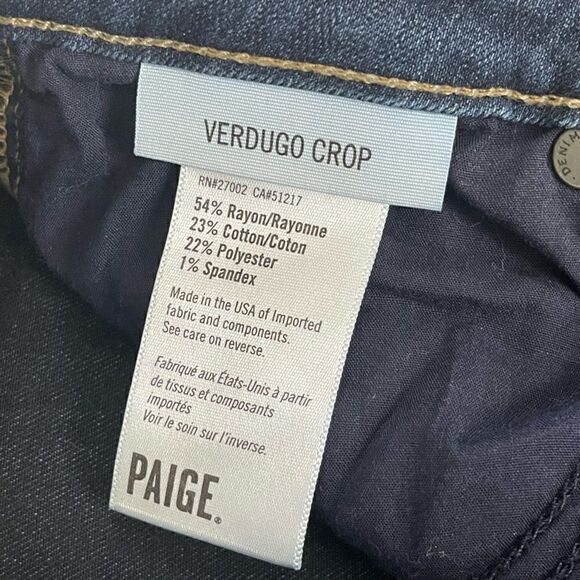 VERDUGO CROP
RN#27002 CA#51217
54% Rayon/Rayonne
23% Cotton/Coton
22% Polyester
1% Spandex
Made in the USA of Imported
fabric and components.
See care on reverse.
Fabriqué aux États-Unis à partir
de tissus et composants
importés
Voir le soin sur l'inverse.
PAIGE®
DENIM